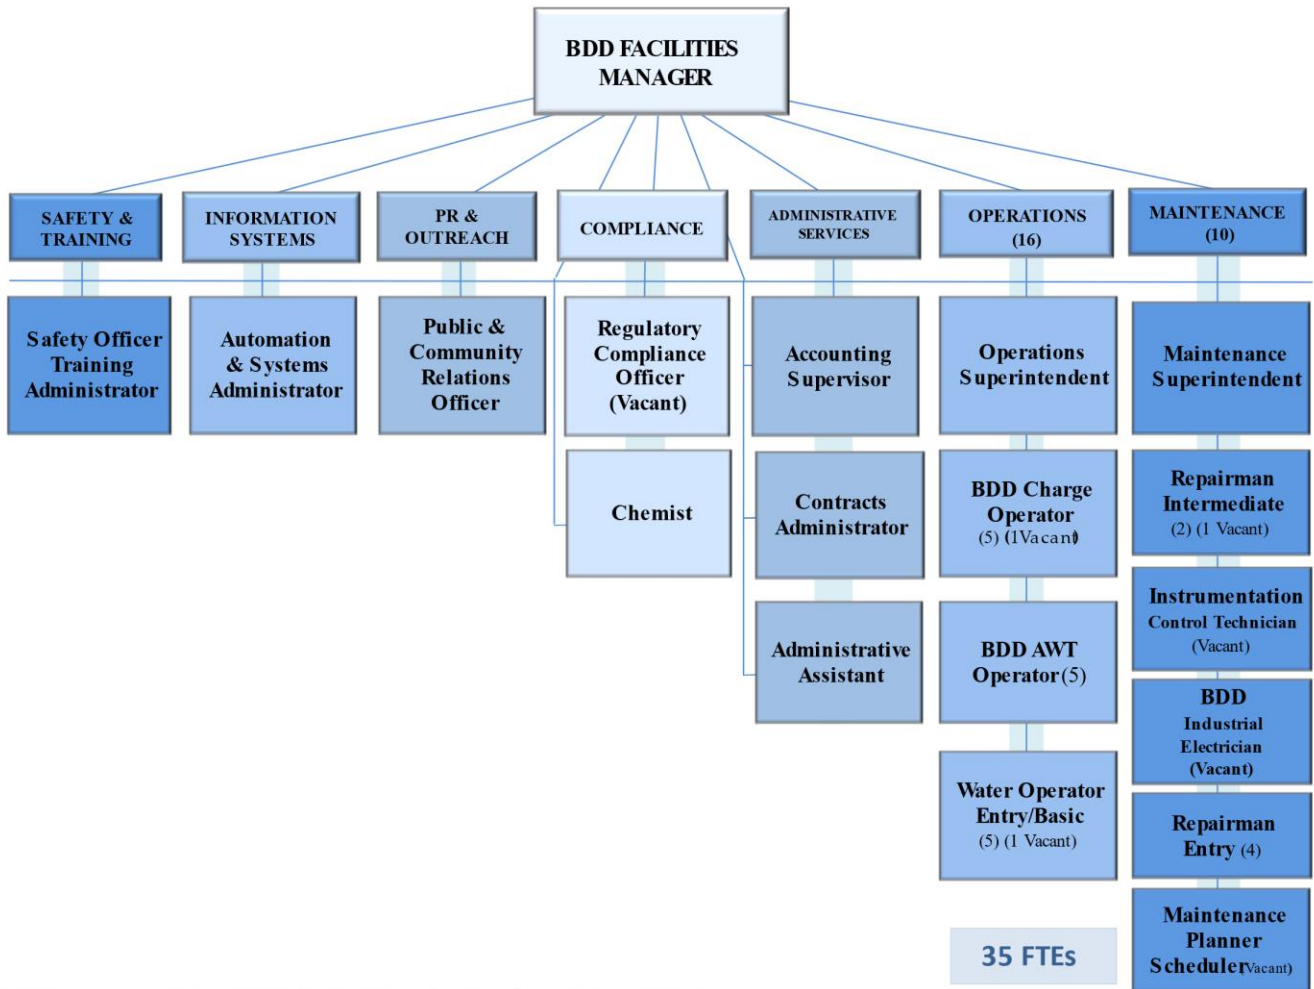 BDD FACILITIES
MANAGER
SAFETY &
TRAINING
INFORMATION
SYSTEMS
PR &
OUTREACH
COMPLIANCE
ADMINISTRATIVE
SERVICES
OPERATIONS
(16)
MAINTENANCE
(10)
Safety Officer
Training
Administrator
Automation
& Systems
Administrator
Public &
Community
Relations
Officer
Regulatory
Compliance
Officer
(Vacant)
Accounting
Supervisor
Operations
Superintendent
Maintenance
Superintendent
Chemist
Contracts
Administrator
BDD Charge
Operator
(5) (1Vacant)
Repairman
Intermediate
(2) (1 Vacant)
Instrumentation
Control Technician
(Vacant)
Administrative
Assistant
BDD AWT
Operator(5)
BDD
Industrial
Electrician
(Vacant)
Water Operator
Entry/Basic
(5) (1 Vacant)
Repairman
Entry (4)
Maintenance
Planner
Scheduler(Vacant)
35 FTEs